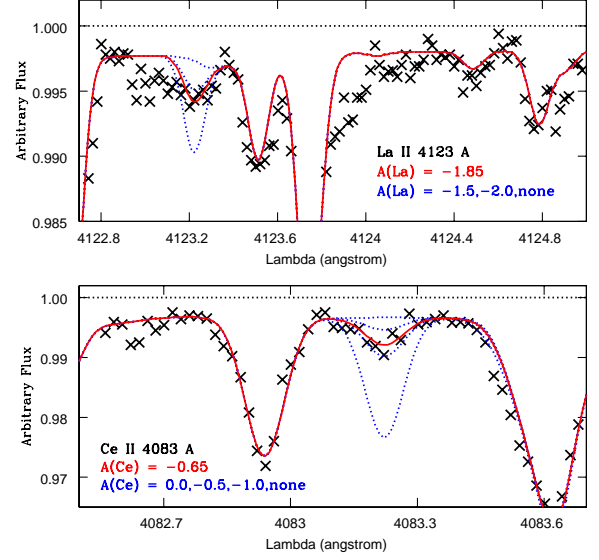 1.000
0.995
0.990
0.985
Arbitrary Flux
La II 4123 A
A(La) = −1.85
A(La) = −1.5,−2.0,none
4122.8 4123.2 4123.6 4124 4124.4 4124.8
Lambda (angstrom)
1.00
0.99
0.98
0.97
Arbitrary Flux
Ce II 4083 A
A(Ce) = −0.65
A(Ce) = 0.0,−0.5,−1.0,none
4082.7 4083 4083.3 4083.6
Lambda (angstrom)